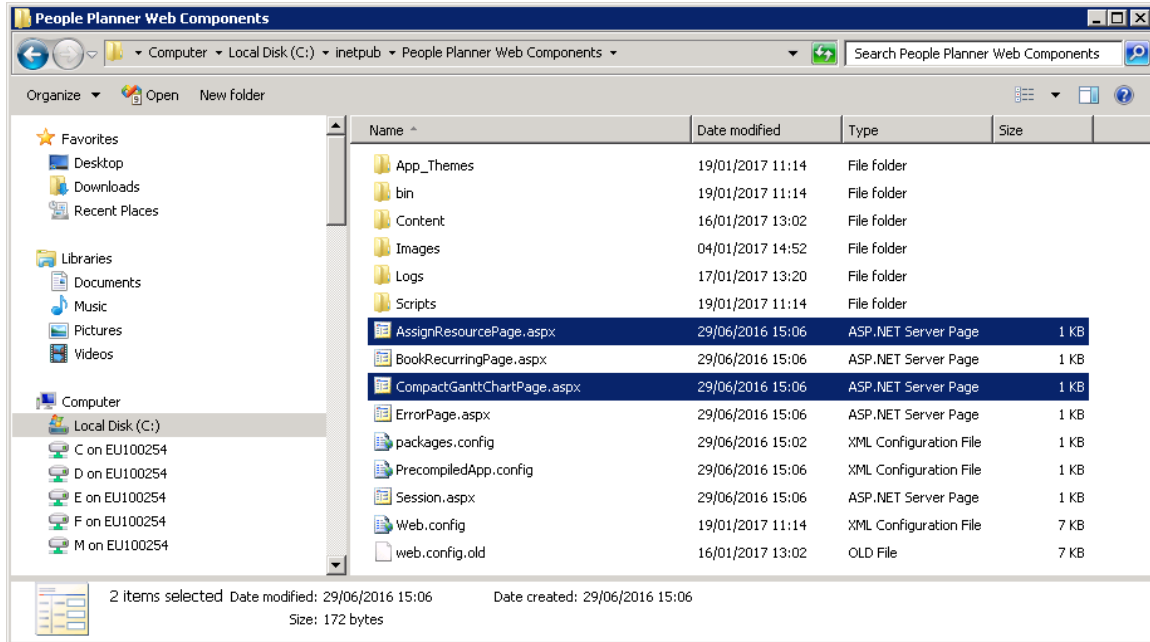 People Planner Web Components
Computer Local Disk (C:) inetpub People Planner Web Components Search People Planner Web Components
Organize Open New folder
Name Date modified Type Size
Favorites
Desktop
Downloads
Recent Places
Libraries
Documents
Music
Pictures
Videos
Computer
Local Disk (C:)
C on EU100254
D on EU100254
E on EU100254
F on EU100254
M on EU100254
App_Themes 19/01/2017 11:14 File folder
bin 19/01/2017 11:14 File folder
Content 16/01/2017 13:02 File folder
Images 04/01/2017 14:52 File folder
Logs 17/01/2017 13:20 File folder
Scripts 19/01/2017 11:14 File folder
AssignResourcePage.aspx 29/06/2016 15:06 ASP.NET Server Page 1 KB
BookRecurringPage.aspx 29/06/2016 15:06 ASP.NET Server Page 1 KB
CompactGanttChartPage.aspx 29/06/2016 15:06 ASP.NET Server Page 1 KB
ErrorPage.aspx 29/06/2016 15:06 ASP.NET Server Page 1 KB
packages.config 29/06/2016 15:02 XML Configuration File 1 KB
PrecompiledApp.config 29/06/2016 15:06 XML Configuration File 1 KB
Session.aspx 29/06/2016 15:06 ASP.NET Server Page 1 KB
Web.config 19/01/2017 11:14 XML Configuration File 7 KB
web.config.old 16/01/2017 13:02 OLD File 7 KB
2 items selected Date modified: 29/06/2016 15:06 Date created: 29/06/2016 15:06
Size: 172 bytes